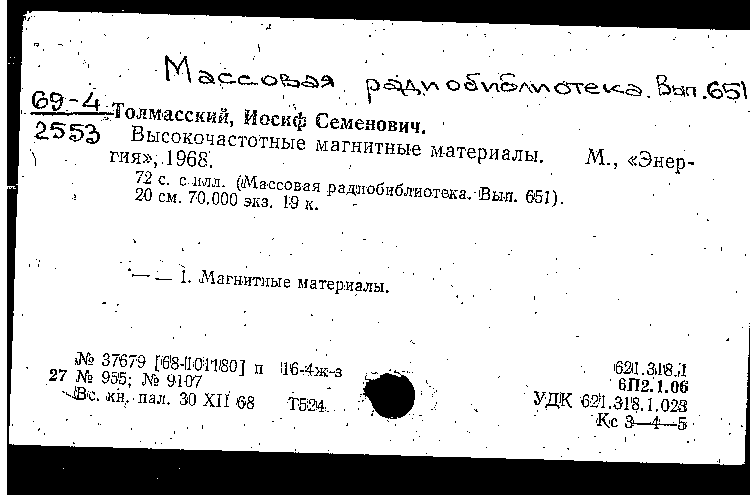 Массовая радиобиблиотека. Вып. 651
69-4
2553
Толмасский, Иосиф Семенович.
Высокочастотные магнитные материалы. М., «Энер-
гия», 1968.
72 с. с илл. (Массовая радиобиблиотека. Вып. 651).
20 см. 70.000 экз. 19 к.
— — 1. Магнитные материалы.
№ 37679 [68-101180] п 16-4ж-3
27 № 955; № 9107
Вс. кн. пал. 30 XII 68 Т524
621.318.1
6П2.1.06
УДК 621.318.1.023
Кс 3—4—5